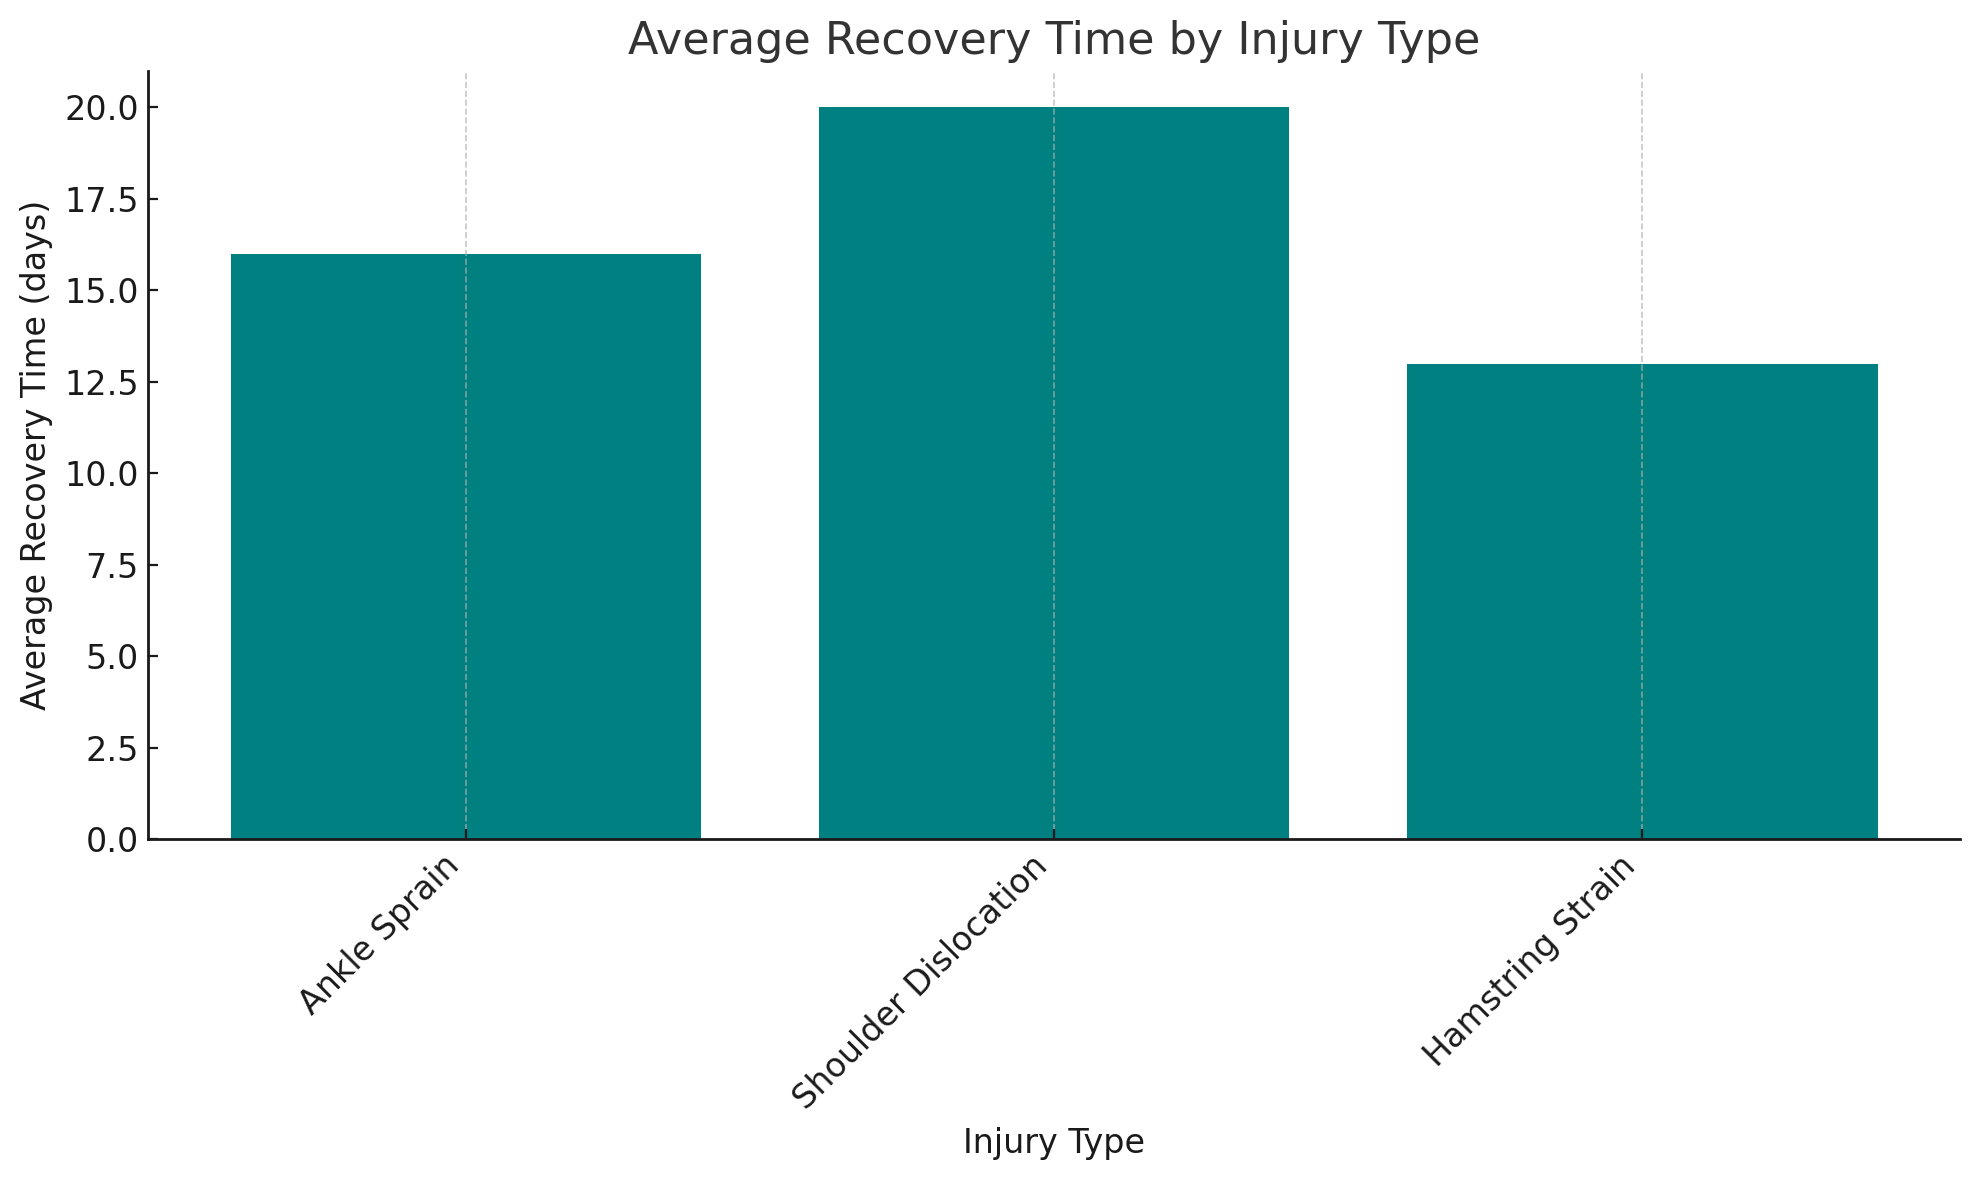 Average Recovery Time by Injury Type
Average Recovery Time (days)
20.0
17.5
15.0
12.5
10.0
7.5
5.0
2.5
0.0
Ankle Sprain
Shoulder Dislocation
Hamstring Strain
Injury Type